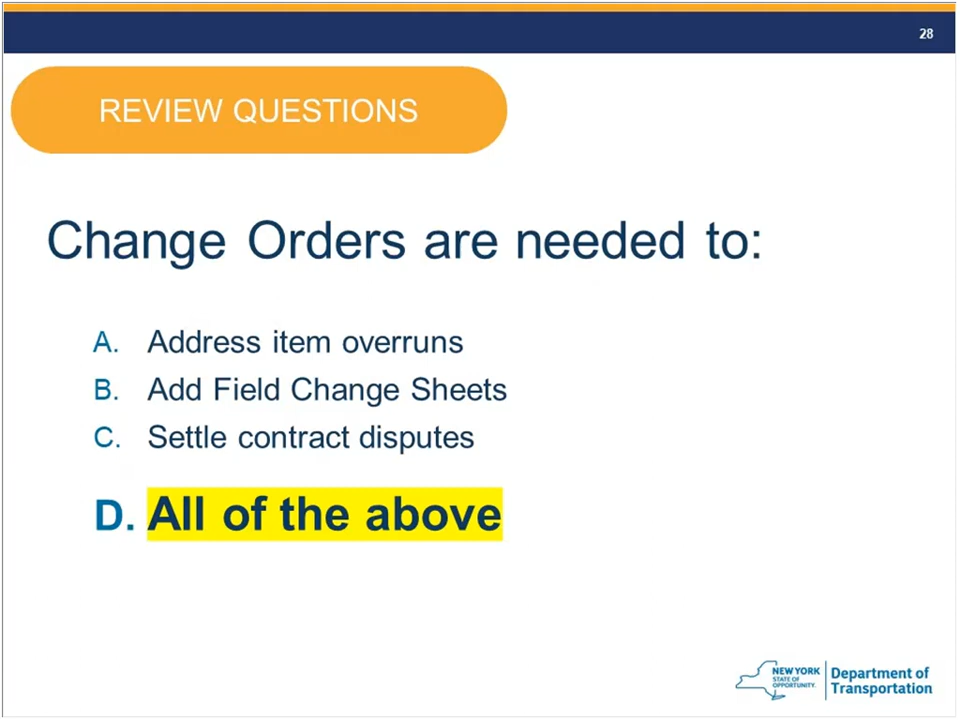 28
REVIEW QUESTIONS
Change Orders are needed to:
A. Address item overruns
B. Add Field Change Sheets
C. Settle contract disputes
D. All of the above
NEW YORK
STATE OF
OPPORTUNITY.
Department of
Transportation